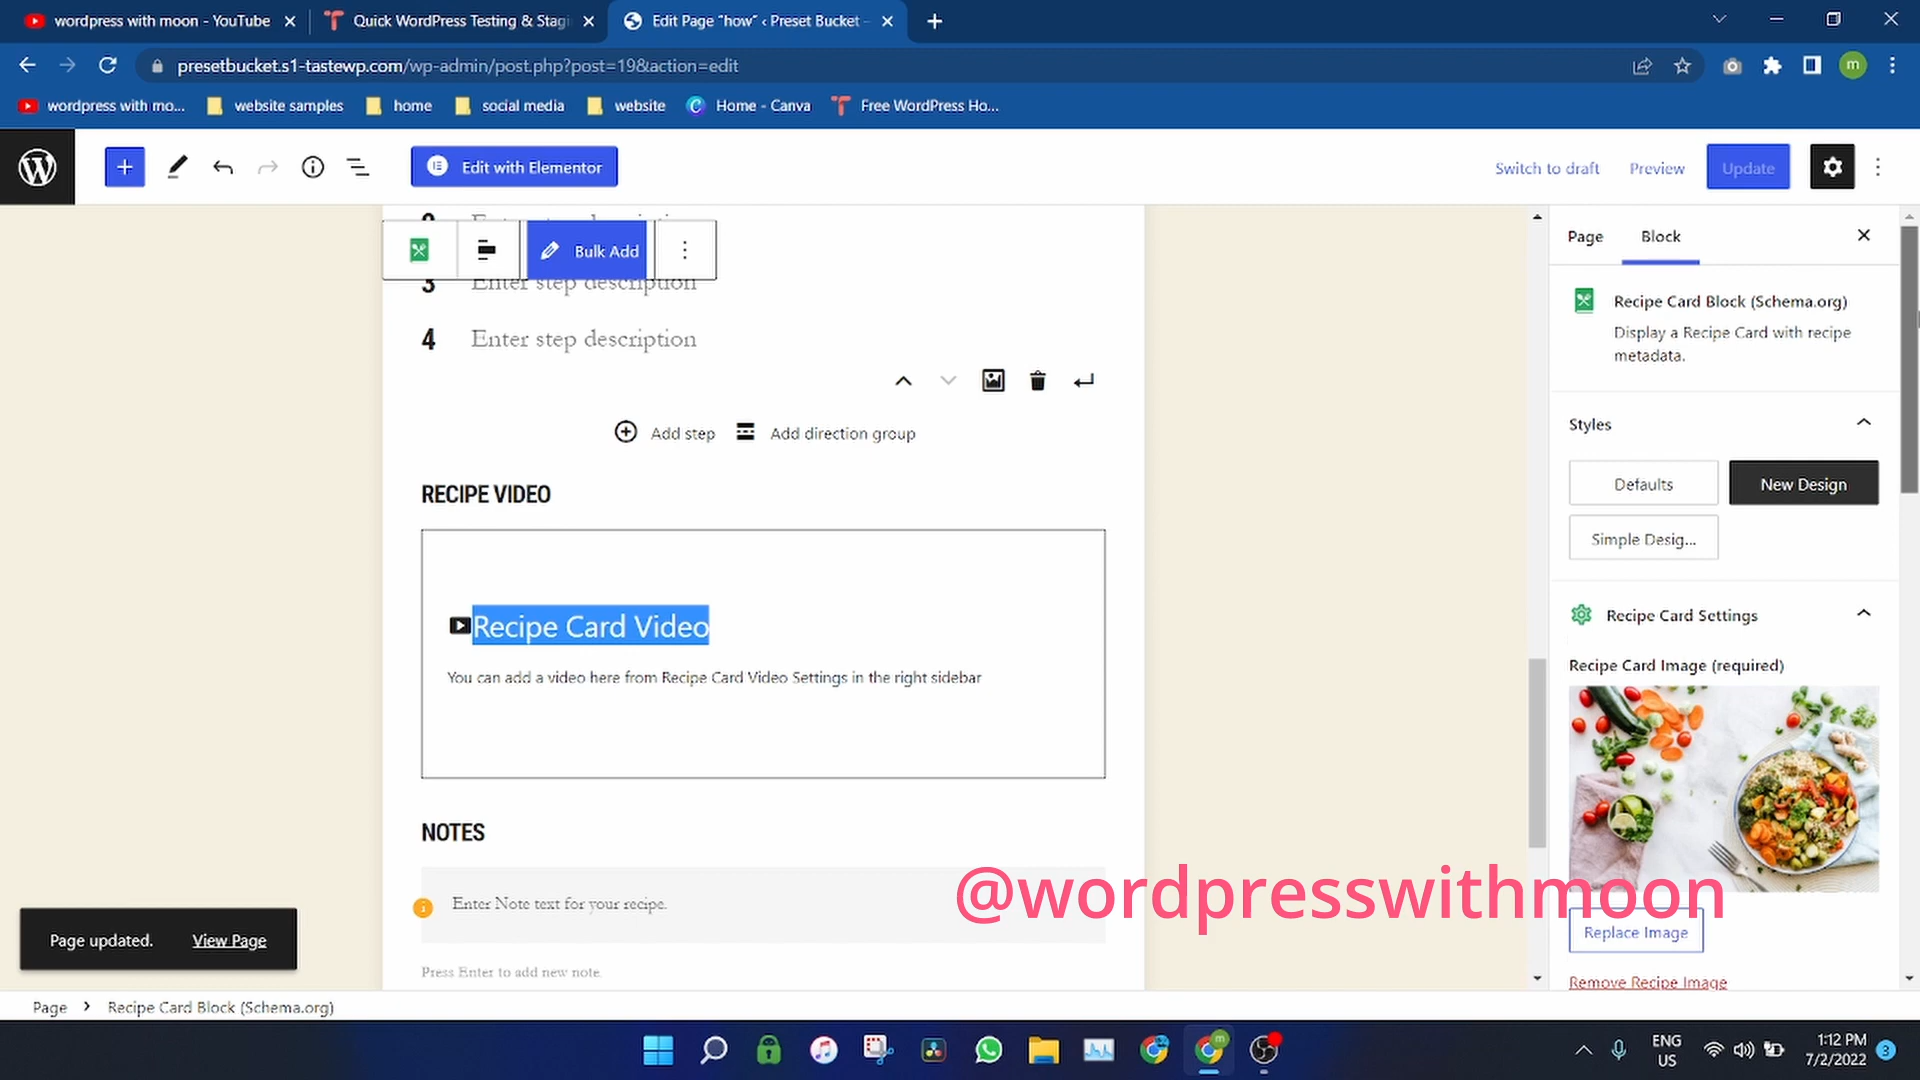 wordpress with moon - YouTube
Quick WordPress Testing & Stagi
Edit Page "how" ‹ Preset Bucket –
presetbucket.s1-tastewp.com/wp-admin/post.php?post=19&action=edit
m
wordpress with mo...
website samples
home
social media
website
Home - Canva
Free WordPress Ho...
Edit with Elementor
Switch to draft
Preview
Update
Bulk Add
3 Enter step description
4 Enter step description
Add step
Add direction group
RECIPE VIDEO
Recipe Card Video
You can add a video here from Recipe Card Video Settings in the right sidebar
NOTES
Enter Note text for your recipe.
Press Enter to add new note.
Page
Block
Recipe Card Block (Schema.org)
Display a Recipe Card with recipe
metadata.
Styles
Defaults
New Design
Simple Desig...
Recipe Card Settings
Recipe Card Image (required)
@wordpresswithmoon
Replace Image
Remove Recipe Image
Page updated.
View Page
Page
Recipe Card Block (Schema.org)
ENG
US
1:12 PM
7/2/2022
3